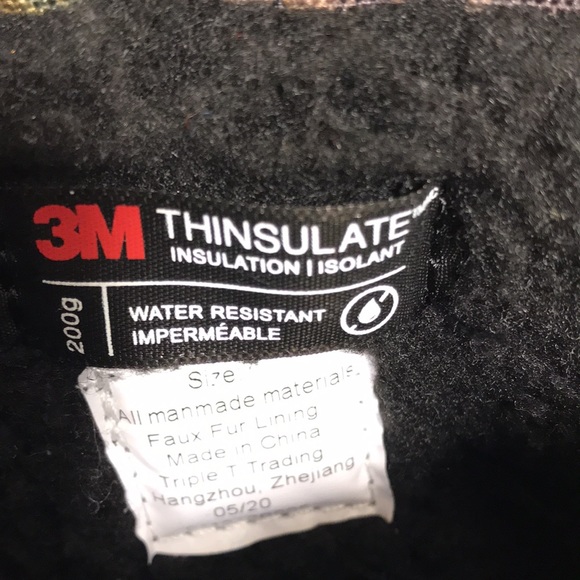 3M THINSULATE™
INSULATION | ISOLANT
200g
WATER RESISTANT
IMPERMÉABLE
Size
All manmade materials
Faux Fur Lining
Made in China
Triple T Trading
Hangzhou, Zhejiang
05/20